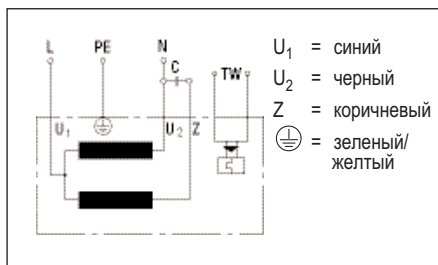 L PE N
C
TW
U₁ U₂ Z
U₁ = синий
U₂ = черный
Z = коричневый
= зеленый/
желтый